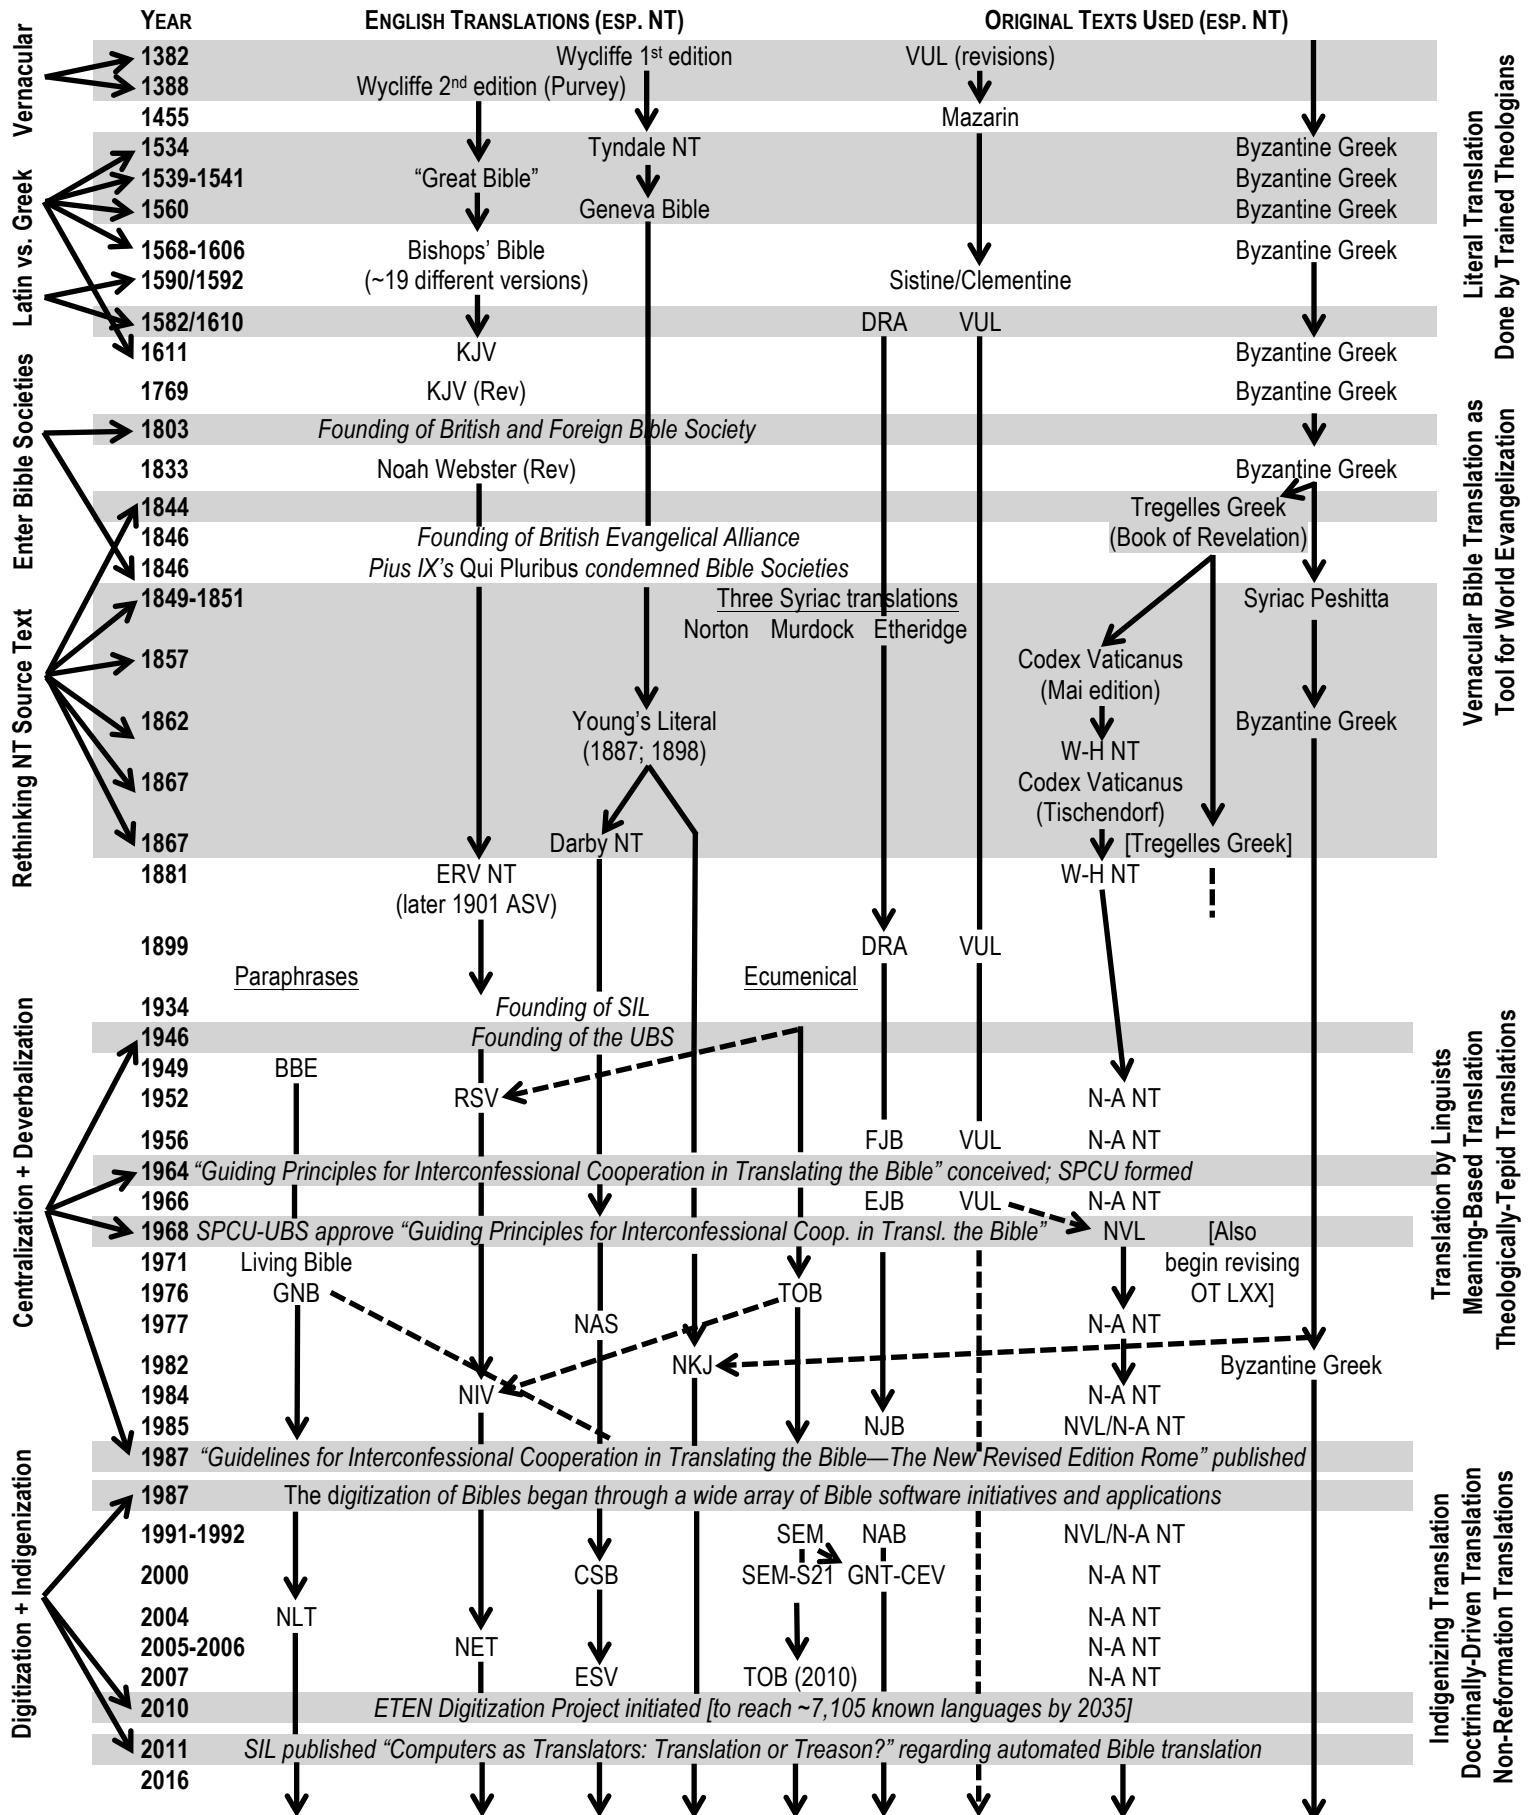 YEAR ENGLISH TRANSLATIONS (ESP. NT) ORIGINAL TEXTS USED (ESP. NT)
1382 Wycliffe 1st edition VUL (revisions)
1388 Wycliffe 2nd edition (Purvey)
1455 Mazarin
1534 Tyndale NT Byzantine Greek
1539-1541 “Great Bible” Byzantine Greek
1560 Geneva Bible Byzantine Greek
1568-1606 Bishops’ Bible Byzantine Greek
1590/1592 (~19 different versions) Sistine/Clementine
1582/1610 DRA VUL
1611 KJV Byzantine Greek
1769 KJV (Rev) Byzantine Greek
1803 Founding of British and Foreign Bible Society
1833 Noah Webster (Rev) Byzantine Greek
1844 Tregelles Greek
1846 Founding of British Evangelical Alliance (Book of Revelation)
1846 Pius IX’s Qui Pluribus condemned Bible Societies
1849-1851 Three Syriac translations Syriac Peshitta
Norton Murdock Etheridge
1857 Codex Vaticanus
(Mai edition)
1862 Young’s Literal Byzantine Greek
(1887; 1898) W-H NT
1867 Codex Vaticanus
(Tischendorf)
1867 Darby NT [Tregelles Greek]
1881 ERV NT W-H NT
(later 1901 ASV)
1899 DRA VUL
Paraphrases Ecumenical
1934 Founding of SIL
1946 Founding of the UBS
1949 BBE
1952 RSV N-A NT
1956 FJB VUL N-A NT
1964 “Guiding Principles for Interconfessional Cooperation in Translating the Bible” conceived; SPCU formed
1966 EJB VUL N-A NT
1968 SPCU-UBS approve “Guiding Principles for Interconfessional Coop. in Transl. the Bible” NVL [Also
1971 Living Bible begin revising
1976 GNB TOB OT LXX]
1977 NAS N-A NT
1982 NKJ Byzantine Greek
1984 NIV N-A NT
1985 NJB NVL/N-A NT
1987 “Guidelines for Interconfessional Cooperation in Translating the Bible—The New Revised Edition Rome” published
1987 The digitization of Bibles began through a wide array of Bible software initiatives and applications
1991-1992 SEM NAB NVL/N-A NT
2000 CSB SEM-S21 GNT-CEV N-A NT
2004 NLT N-A NT
2005-2006 NET N-A NT
2007 ESV TOB (2010) N-A NT
2010 ETEN Digitization Project initiated [to reach ~7,105 known languages by 2035]
2011 SIL published “Computers as Translators: Translation or Treason?” regarding automated Bible translation
2016
Vernacular
Latin vs. Greek
Enter Bible Societies
Rethinking NT Source Text
Centralization + Deverbalization
Digitization + Indigenization
Literal Translation
Done by Trained Theologians
Vernacular Bible Translation as
Tool for World Evangelization
Translation by Linguists
Meaning-Based Translation
Theologically-Tepid Translations
Indigenizing Translation
Doctrinally-Driven Translation
Non-Reformation Translations